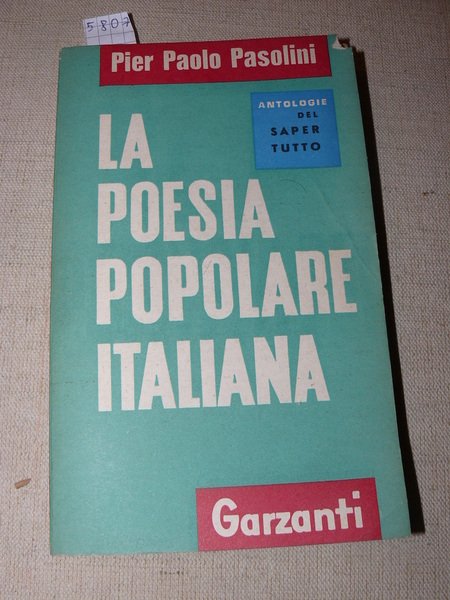 5807
Pier Paolo Pasolini
ANTOLOGIE
DEL
SAPER
TUTTO
LA
POESIA
POPOLARE
ITALIANA
Garzanti